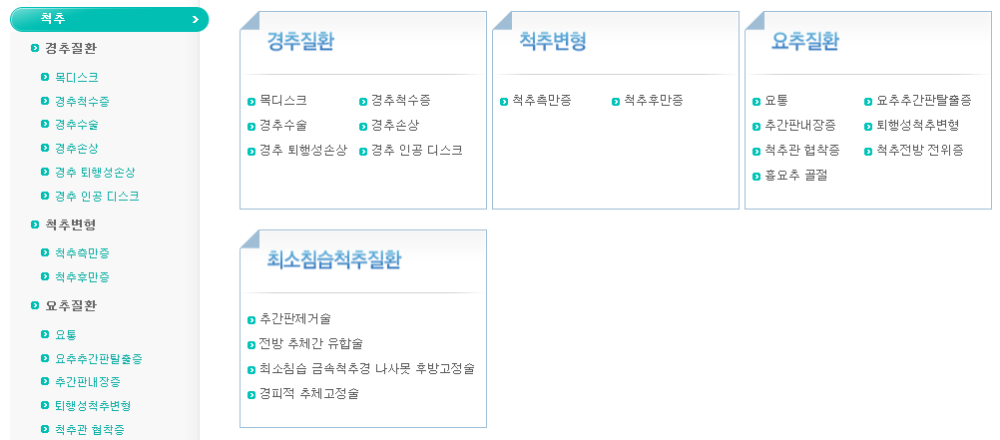 척추
경추질환
목디스크
경추척수증
경추수술
경추손상
경추 퇴행성손상
경추 인공 디스크
척추변형
척추측만증
척추후만증
요추질환
요통
요추추간판탈출증
추간판내장증
퇴행성척추변형
척추관 협착증
경추질환
목디스크 경추척수증
경추수술 경추손상
경추 퇴행성손상 경추 인공 디스크
척추변형
척추측만증 척추후만증
요추질환
요통 요추추간판탈출증
추간판내장증 퇴행성척추변형
척추관 협착증 척추전방 전위증
흉요추 골절
최소침습척추질환
추간판제거술
전방 추체간 유합술
최소침습 금속척추경 나사못 후방고정술
경피적 추체고정술